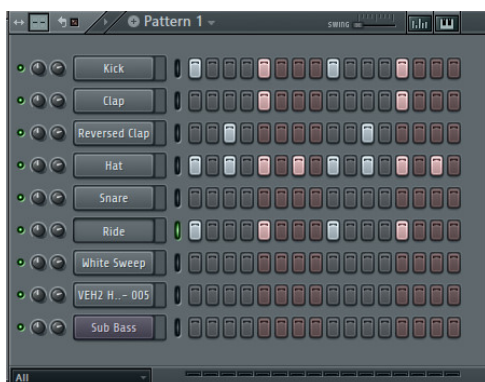 Pattern 1
SWING
Kick
Clap
Reversed Clap
Hat
Snare
Ride
White Sweep
VEH2 H..- 005
Sub Bass
All